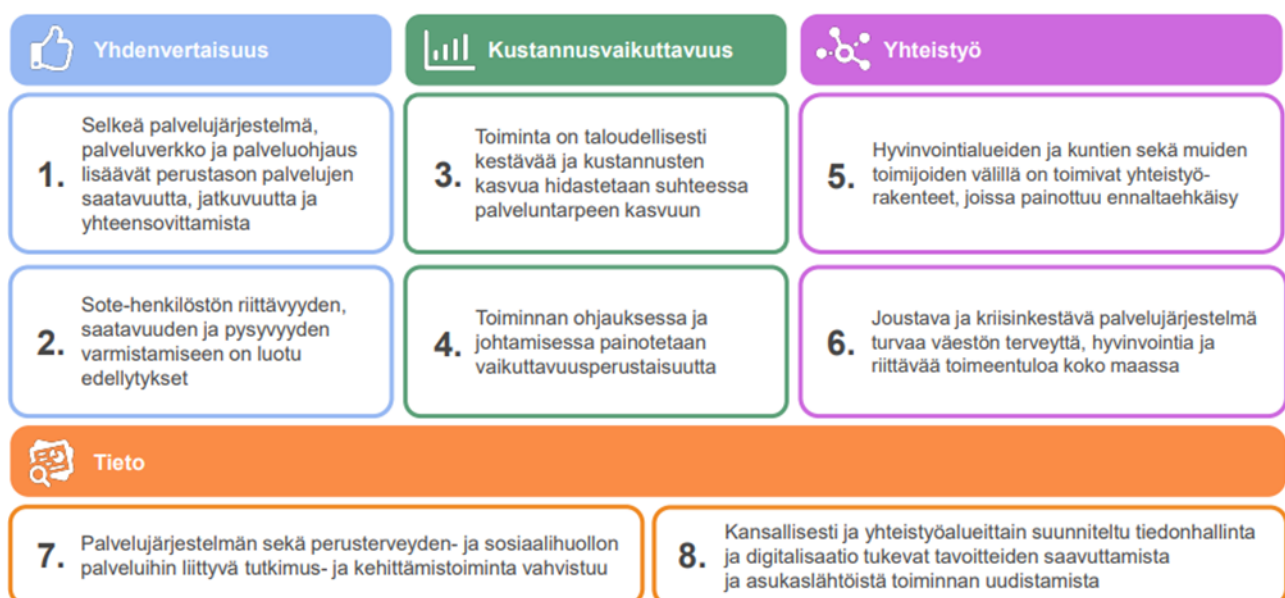 Yhdenvertaisuus
1.
Selkeä palvelujärjestelmä,
palveluverkko ja palveluohjaus
lisäävät perustason palvelujen
saatavuutta, jatkuvuutta ja
yhteensovittamista
2.
Sote-henkilöstön riittävyyden,
saatavuuden ja pysyvyyden
varmistamiseen on luotu
edellytykset
Kustannusvaikuttavuus
3.
Toiminta on taloudellisesti
kestävää ja kustannusten
kasvua hidastetaan suhteessa
palveluntarpeen kasvuun
4.
Toiminnan ohjauksessa ja
johtamisessa painotetaan
vaikuttavuusperustaisuutta
Yhteistyö
5.
Hyvinvointialueiden ja kuntien sekä muiden
toimijoiden välillä on toimivat yhteistyö-
rakenteet, joissa painottuu ennaltaehkäisy
6.
Joustava ja kriisinkestävä palvelujärjestelmä
turvaa väestön terveyttä, hyvinvointia ja
riittävää toimeentuloa koko maassa
Tieto
7.
Palvelujärjestelmän sekä perusterveyden- ja sosiaalihuollon
palveluihin liittyvä tutkimus- ja kehittämistoiminta vahvistuu
8.
Kansallisesti ja yhteistyöalueittain suunniteltu tiedonhallinta
ja digitalisaatio tukevat tavoitteiden saavuttamista
ja asukaslähtöistä toiminnan uudistamista